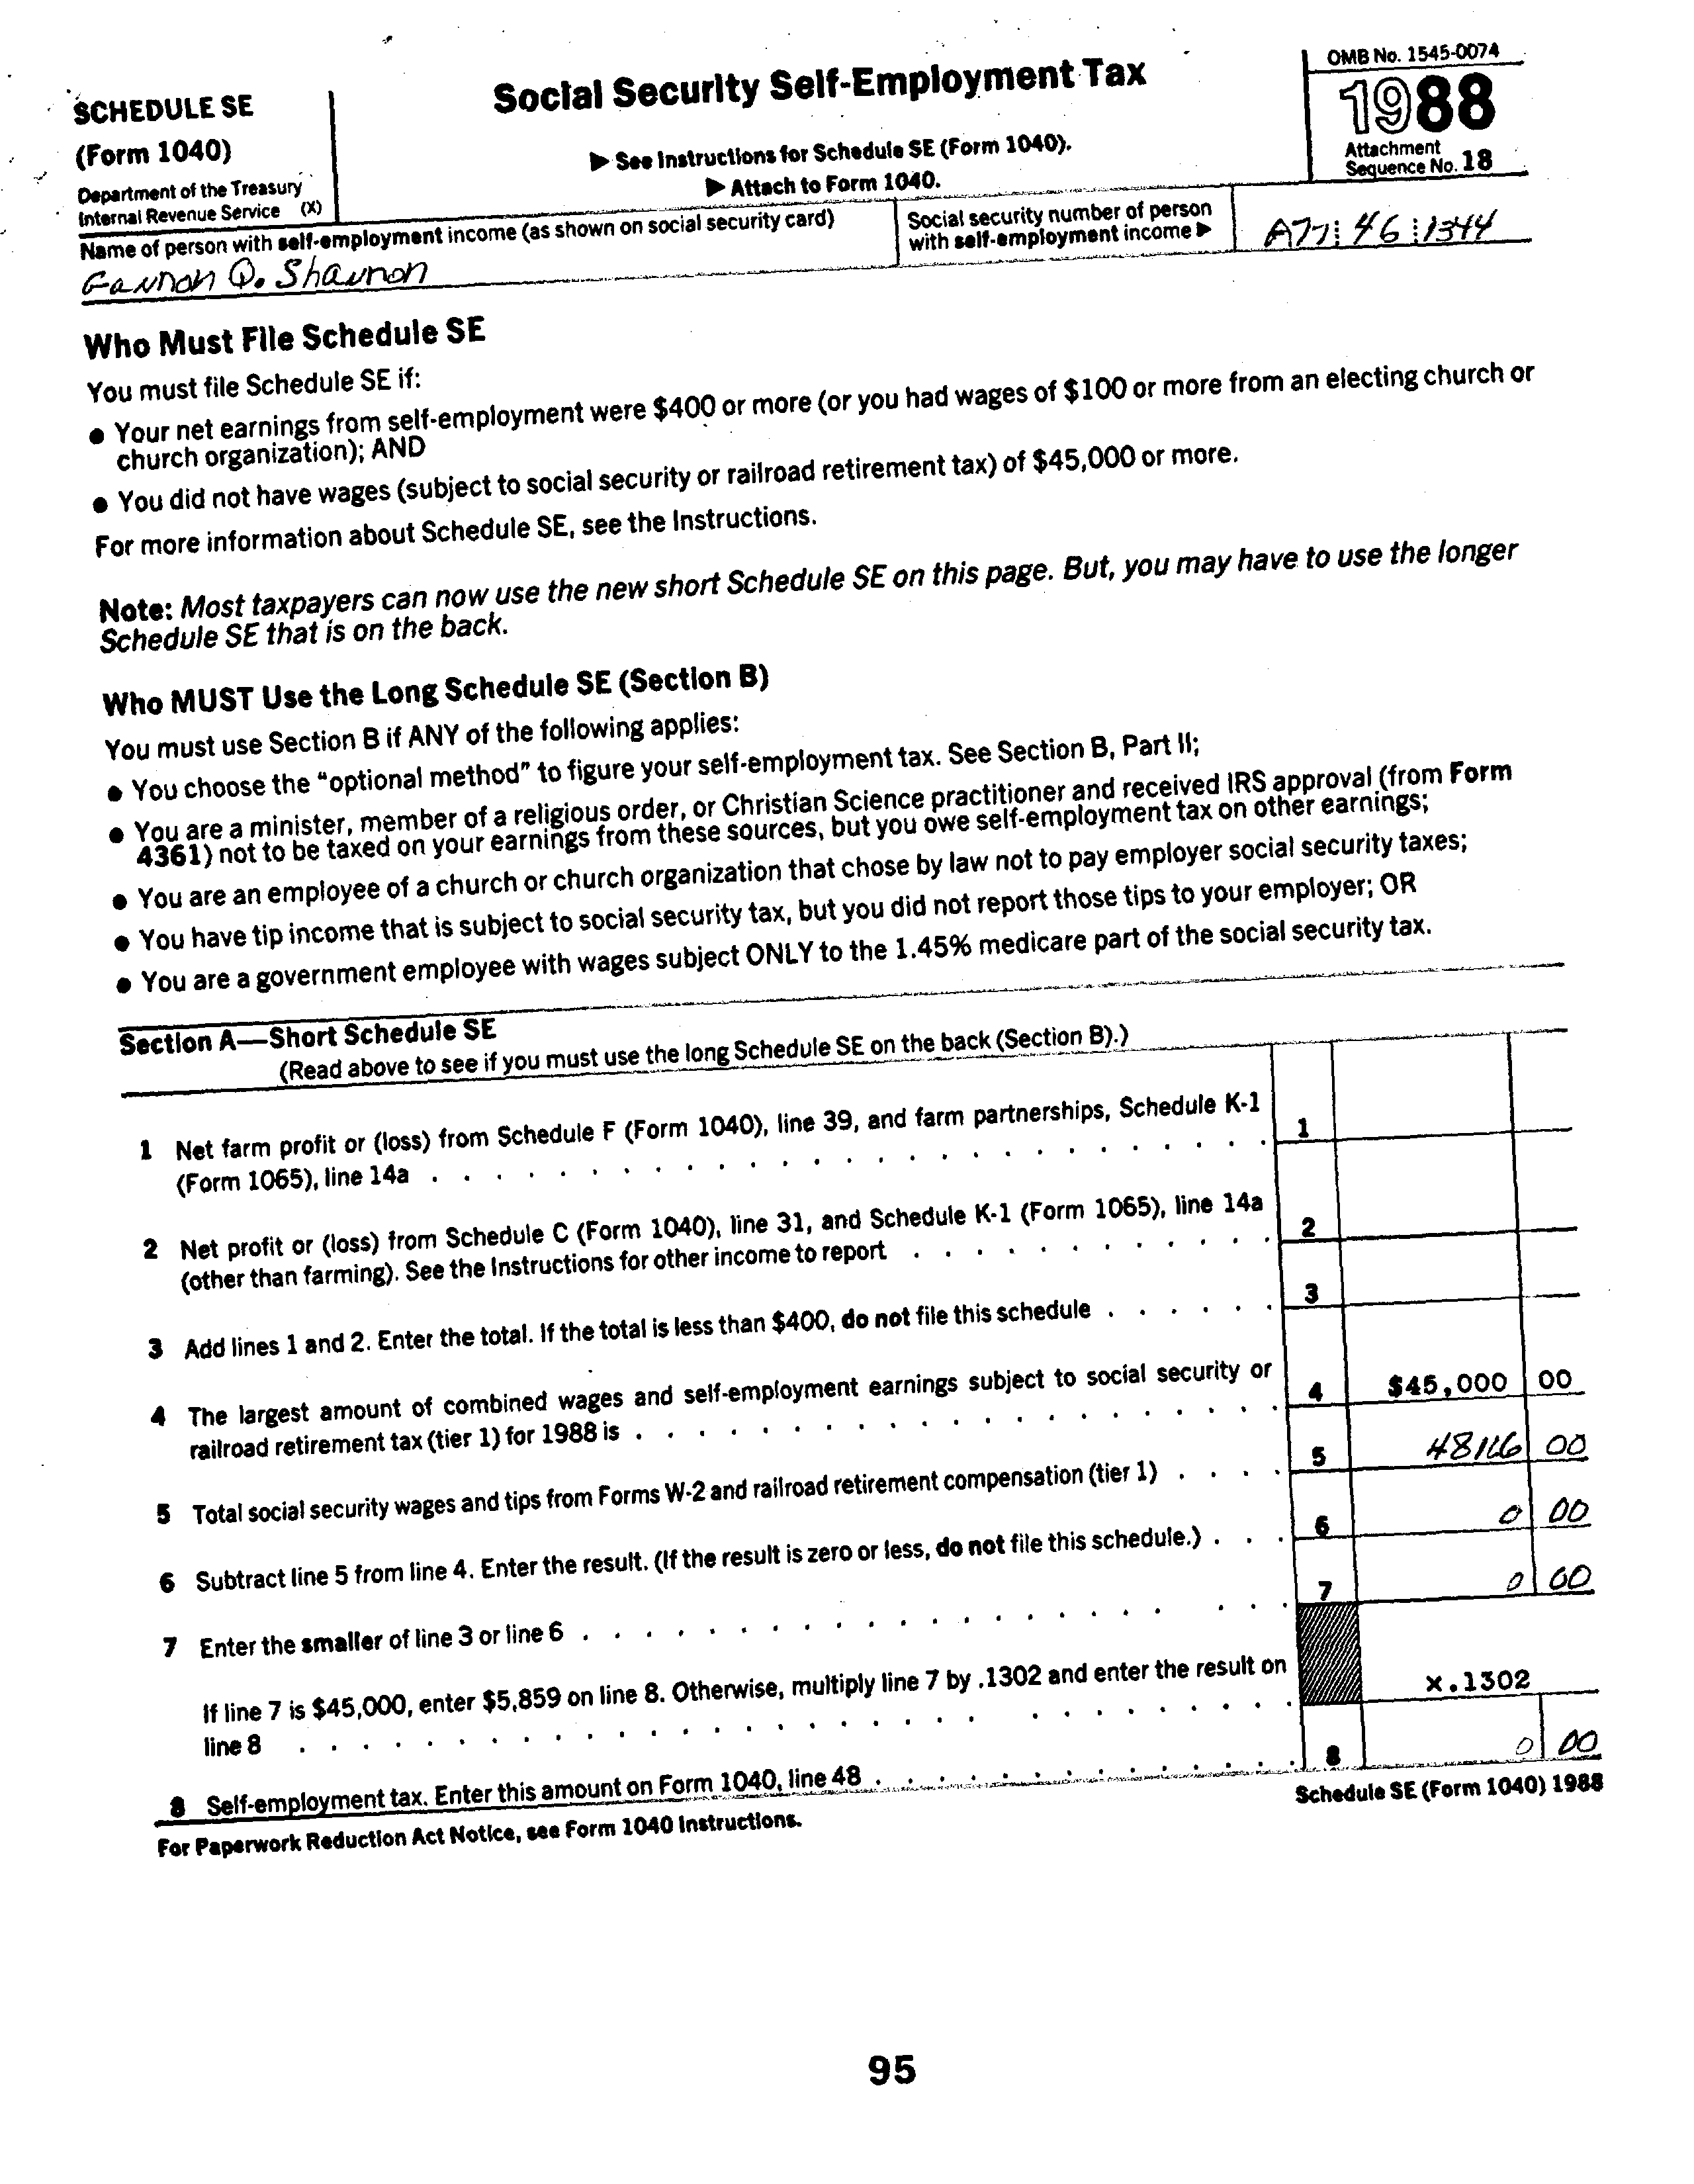 SCHEDULE SE
(Form 1040)
Department of the Treasury
Internal Revenue Service (X)
Social Security Self-Employment Tax
▶ See Instructions for Schedule SE (Form 1040).
▶ Attach to Form 1040.
OMB No. 1545-0074
1988
Attachment
Sequence No. 18
Name of person with self-employment income (as shown on social security card)
Q. Shaunon
Social security number of person
with self-employment income ▶
A77 46 1344
Who Must File Schedule SE
You must file Schedule SE if:
● Your net earnings from self-employment were $400 or more (or you had wages of $100 or more from an electing church or
church organization); AND
● You did not have wages (subject to social security or railroad retirement tax) of $45,000 or more.
For more information about Schedule SE, see the Instructions.
Note: Most taxpayers can now use the new short Schedule SE on this page. But, you may have to use the longer
Schedule SE that is on the back.
Who MUST Use the Long Schedule SE (Section B)
You must use Section B if ANY of the following applies:
● You choose the "optional method" to figure your self-employment tax. See Section B, Part II;
● You are a minister, member of a religious order, or Christian Science practitioner and received IRS approval (from Form
4361) not to be taxed on your earnings from these sources, but you owe self-employment tax on other earnings;
● You are an employee of a church or church organization that chose by law not to pay employer social security taxes;
● You have tip income that is subject to social security tax, but you did not report those tips to your employer; OR
● You are a government employee with wages subject ONLY to the 1.45% medicare part of the social security tax.
Section A—Short Schedule SE
(Read above to see if you must use the long Schedule SE on the back (Section B).)
1 Net farm profit or (loss) from Schedule F (Form 1040), line 39, and farm partnerships, Schedule K-1
(Form 1065), line 14a . . . . . . . . . . . . . . . . . . . . . . . . . . . 1
2 Net profit or (loss) from Schedule C (Form 1040), line 31, and Schedule K-1 (Form 1065), line 14a
(other than farming). See the Instructions for other income to report . . . . . . . . . . . . 2
3 Add lines 1 and 2. Enter the total. If the total is less than $400, do not file this schedule . . . . . . 3
4 The largest amount of combined wages and self-employment earnings subject to social security or
railroad retirement tax (tier 1) for 1988 is . . . . . . . . . . . . . . . . . . . . . 4 $45,000 00
5 Total social security wages and tips from Forms W-2 and railroad retirement compensation (tier 1) . . . . 5 48116 00
6 Subtract line 5 from line 4. Enter the result. (If the result is zero or less, do not file this schedule.) . . . 6 0 00
7 Enter the smaller of line 3 or line 6 . . . . . . . . . . . . . . . . . . . . . . 7 0 00
If line 7 is $45,000, enter $5,859 on line 8. Otherwise, multiply line 7 by .1302 and enter the result on
line 8 . . . . . . . . . . . . . . . . . . . . . . . . . . . . . . x.1302
8 Self-employment tax. Enter this amount on Form 1040, line 48 . . . . . . . . . . . . . . 8 0 00
For Paperwork Reduction Act Notice, see Form 1040 Instructions.
Schedule SE (Form 1040) 1988
95